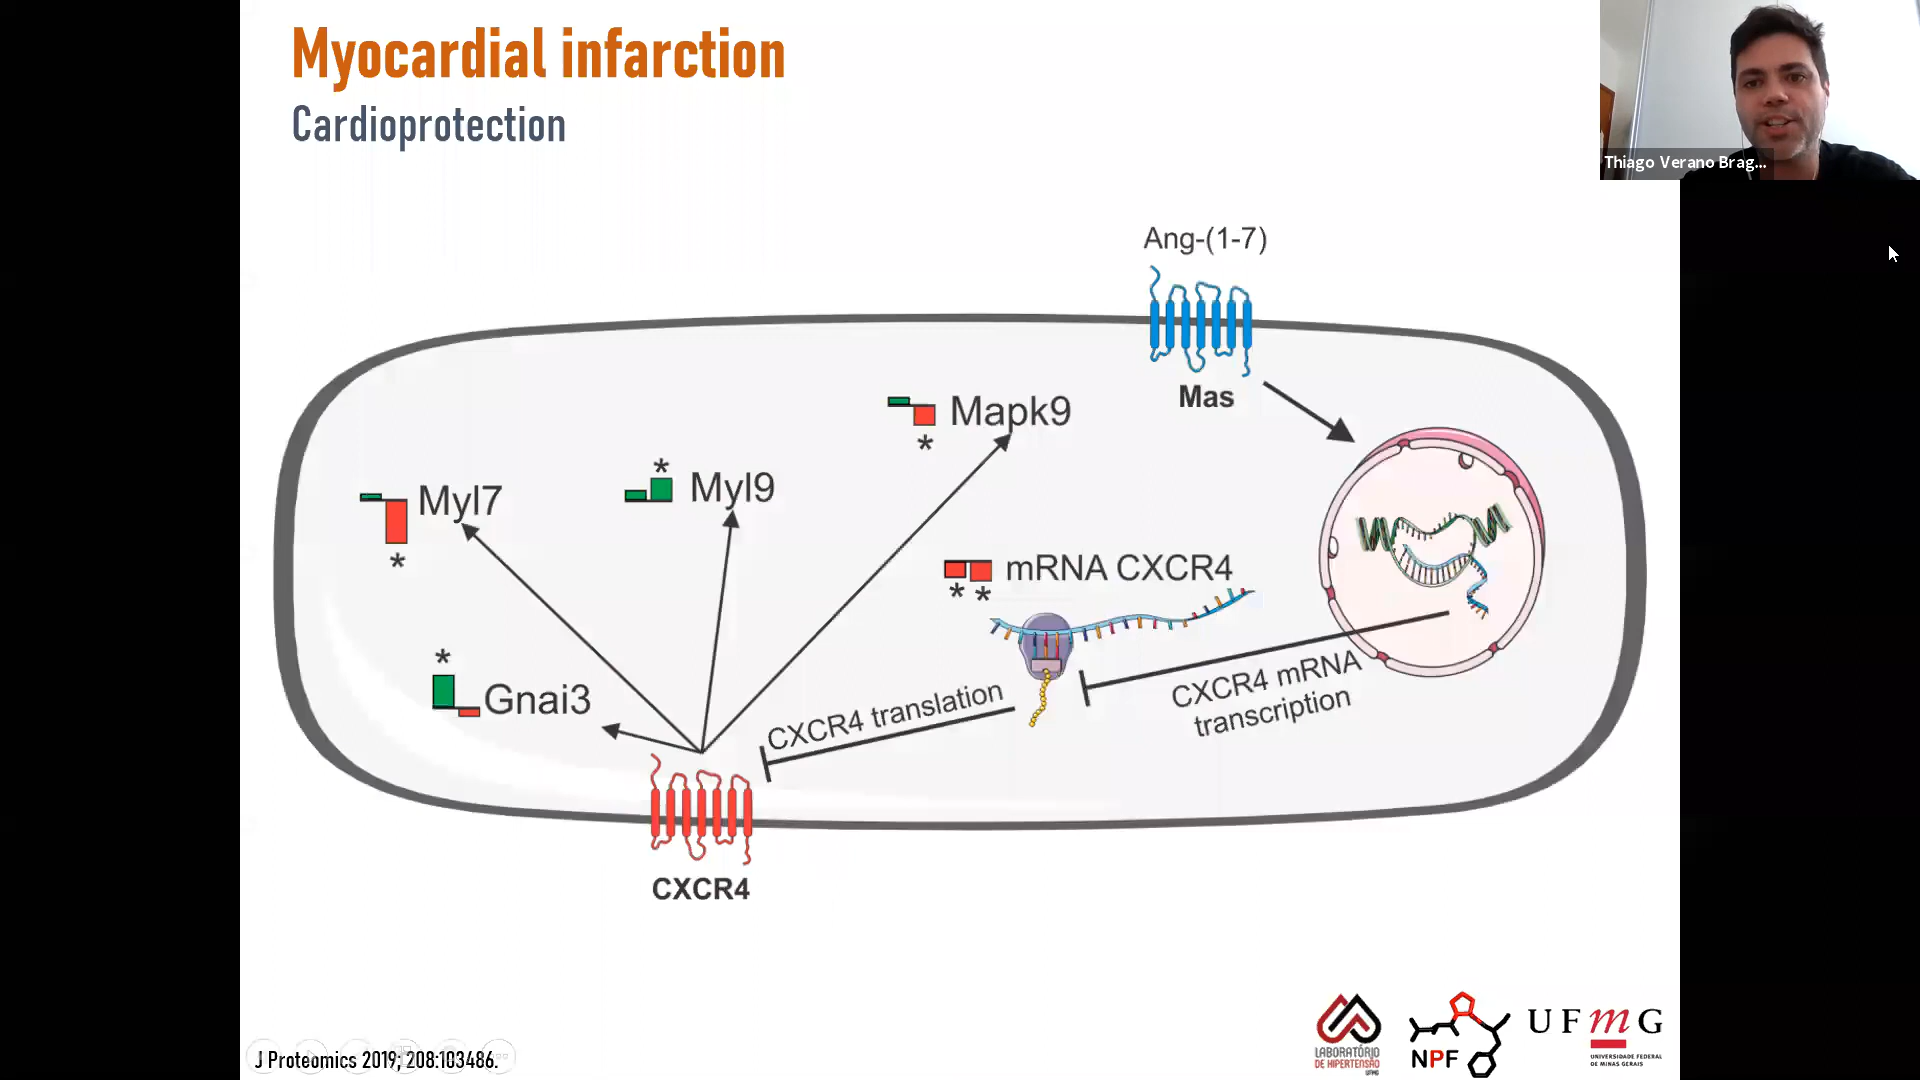 Myocardial infarction
Cardioprotection
Thiago Verano Brag...
Ang-(1-7)
Mas
Mapk9
*
*
Myl9
Myl7
*
mRNA CXCR4
* *
*
Gnai3
CXCR4 translation
CXCR4 mRNA
transcription
CXCR4
J Proteomics 2019; 208:103486.
LABORATÓRIO
DE HIPERTENSÃO
UFMG
NPF
UFmG
UNIVERSIDADE FEDERAL
DE MINAS GERAIS